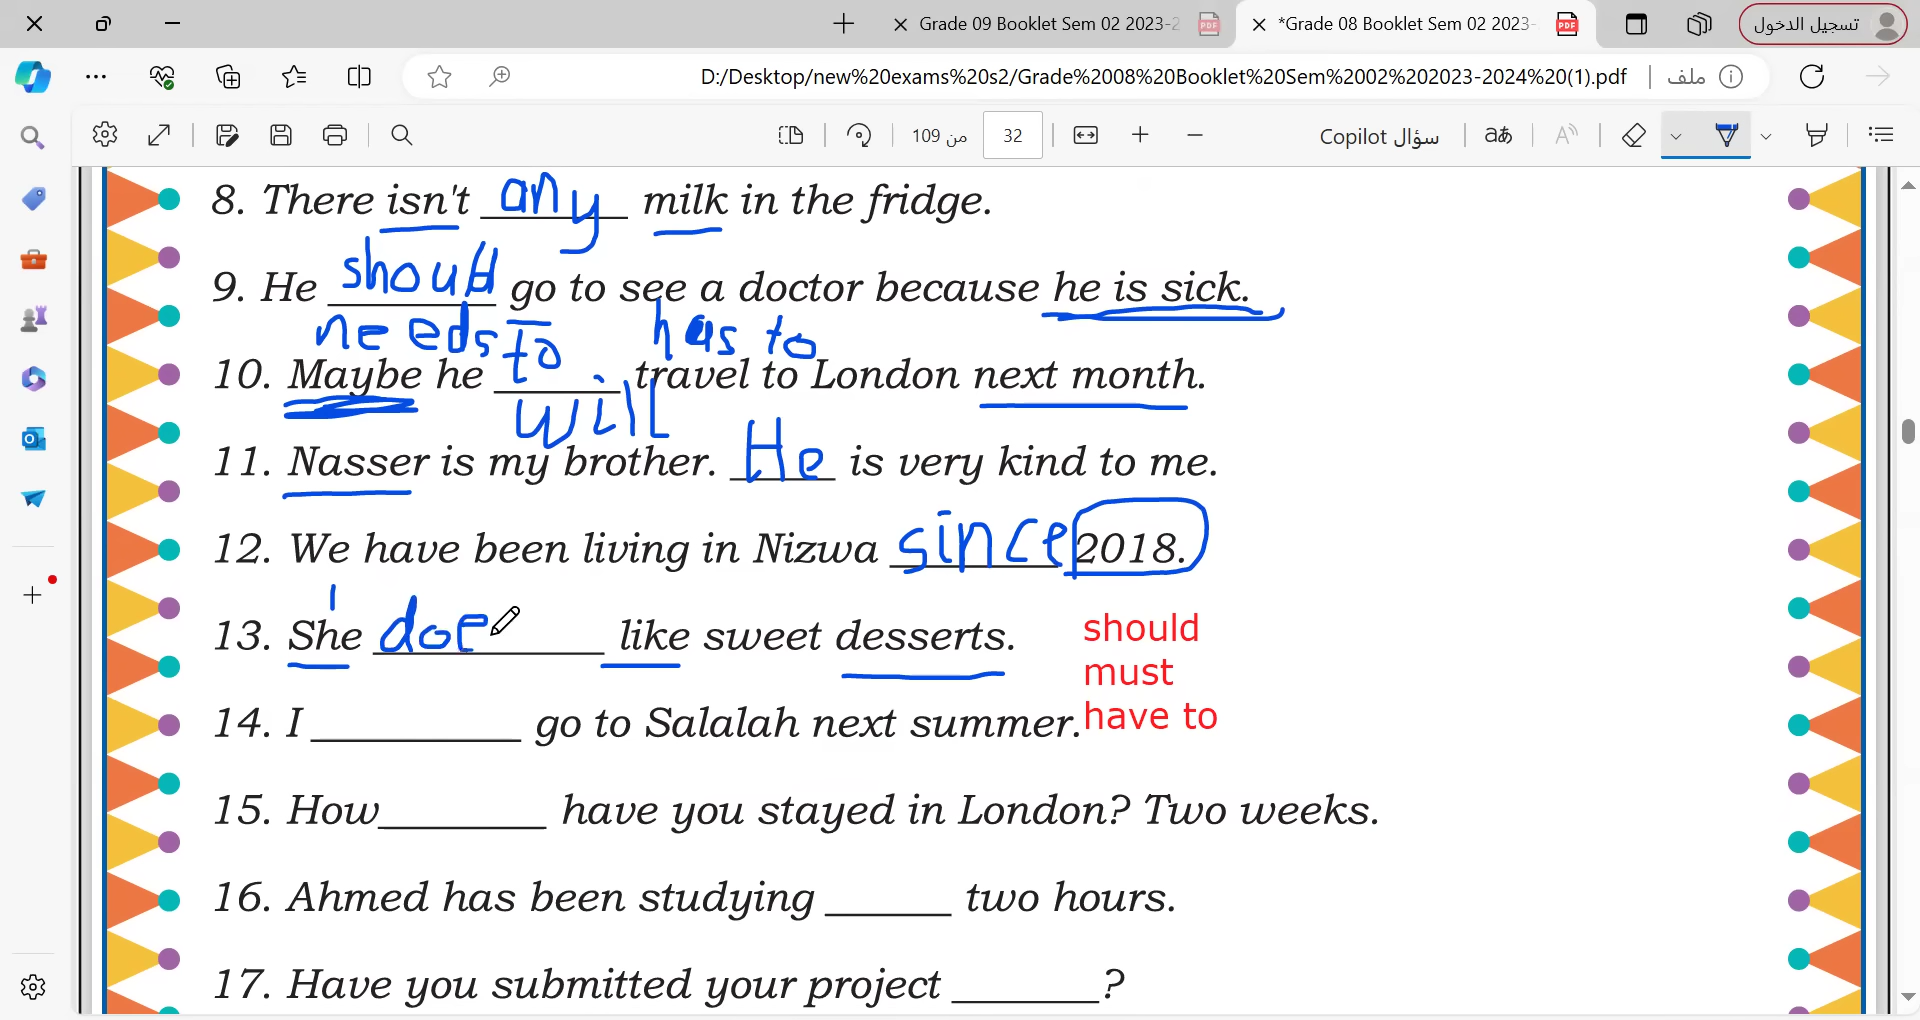 Grade 09 Booklet Sem 02 2023-2
*Grade 08 Booklet Sem 02 2023-
تسجيل الدخول
D:/Desktop/new%20exams%20s2/Grade%2008%20Booklet%20Sem%2002%202023-2024%20(1).pdf
ملف
109 من
32
سؤال Copilot
8. There isn't any milk in the fridge.
9. He should go to see a doctor because he is sick.
needs to has to
10. Maybe he ______ travel to London next month.
will
11. Nasser is my brother. He is very kind to me.
12. We have been living in Nizwa since 2018.
13. She doe ______ like sweet desserts.
should
must
have to
14. I __________ go to Salalah next summer.
15. How________ have you stayed in London? Two weeks.
16. Ahmed has been studying ______ two hours.
17. Have you submitted your project _______?